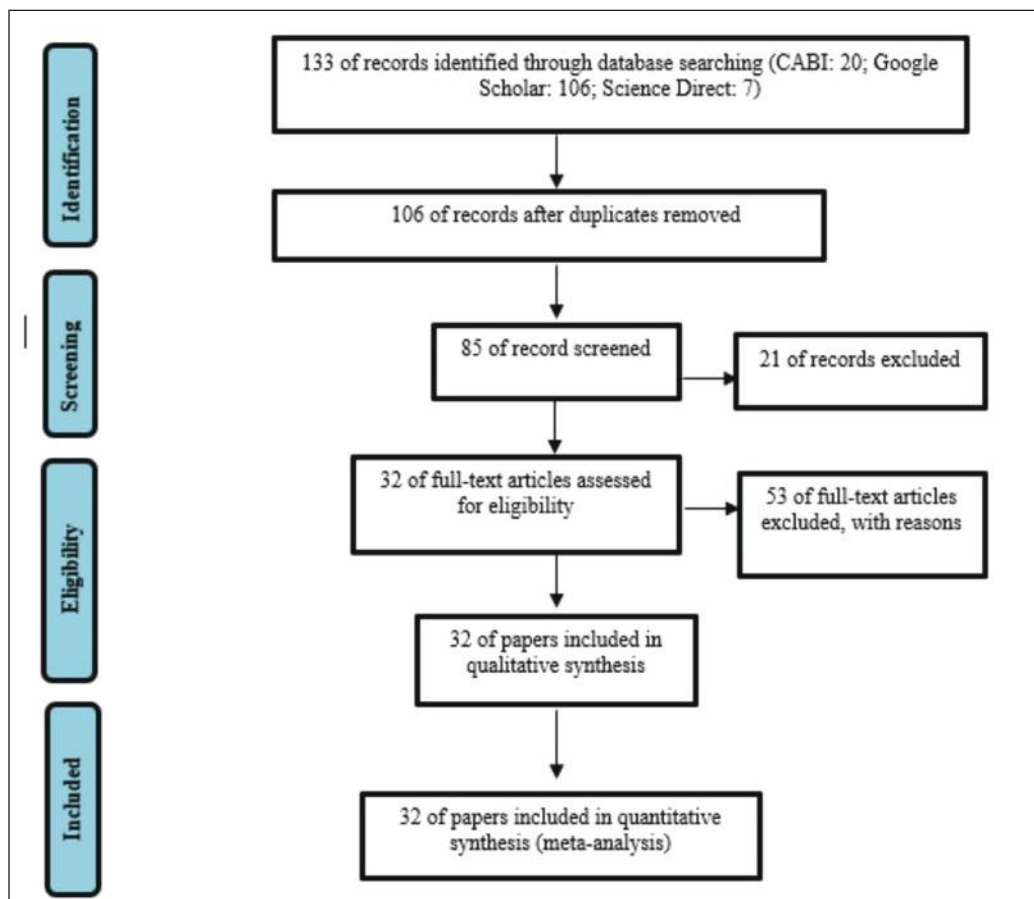 133 of records identified through database searching (CABI: 20; Google
Scholar: 106; Science Direct: 7)
Identification
106 of records after duplicates removed
Screening
85 of record screened
21 of records excluded
Eligibility
32 of full-text articles assessed
for eligibility
53 of full-text articles
excluded, with reasons
32 of papers included in
qualitative synthesis
Included
32 of papers included in quantitative
synthesis (meta-analysis)